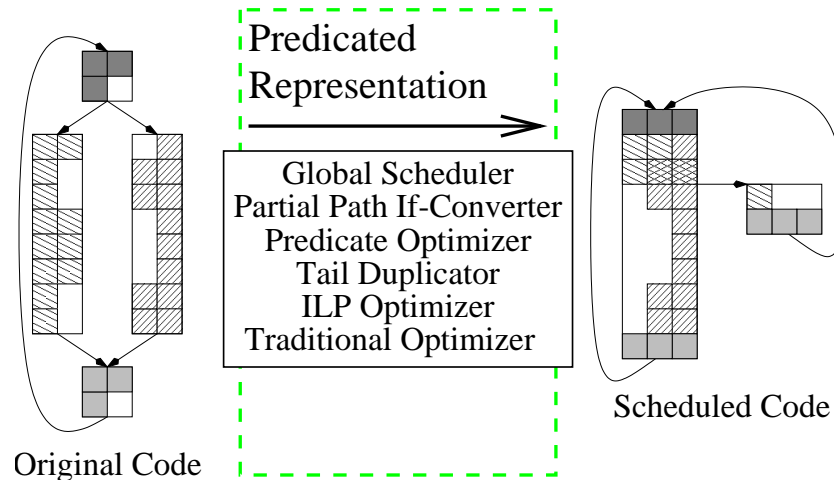 Predicated
Representation
Global Scheduler
Partial Path If-Converter
Predicate Optimizer
Tail Duplicator
ILP Optimizer
Traditional Optimizer
Scheduled Code
Original Code